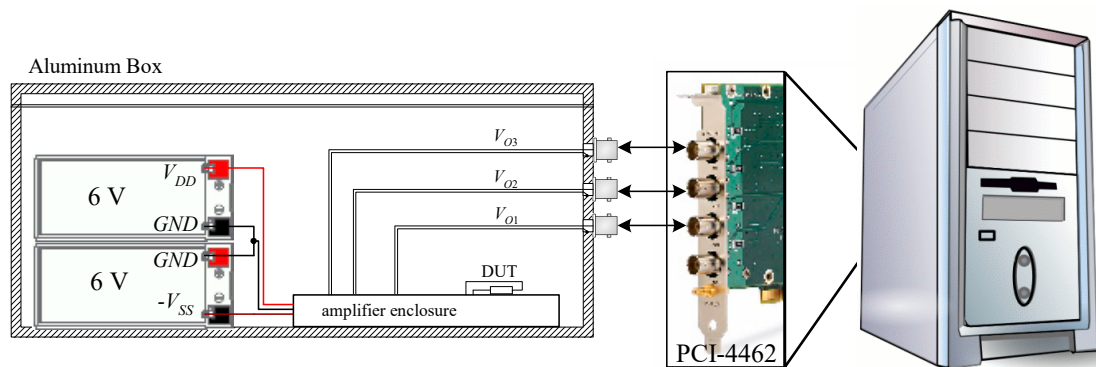 Aluminum Box
V_O3
V_DD
6 V
V_O2
GND
V_O1
GND
6 V
DUT
-V_SS
amplifier enclosure
PCI-4462